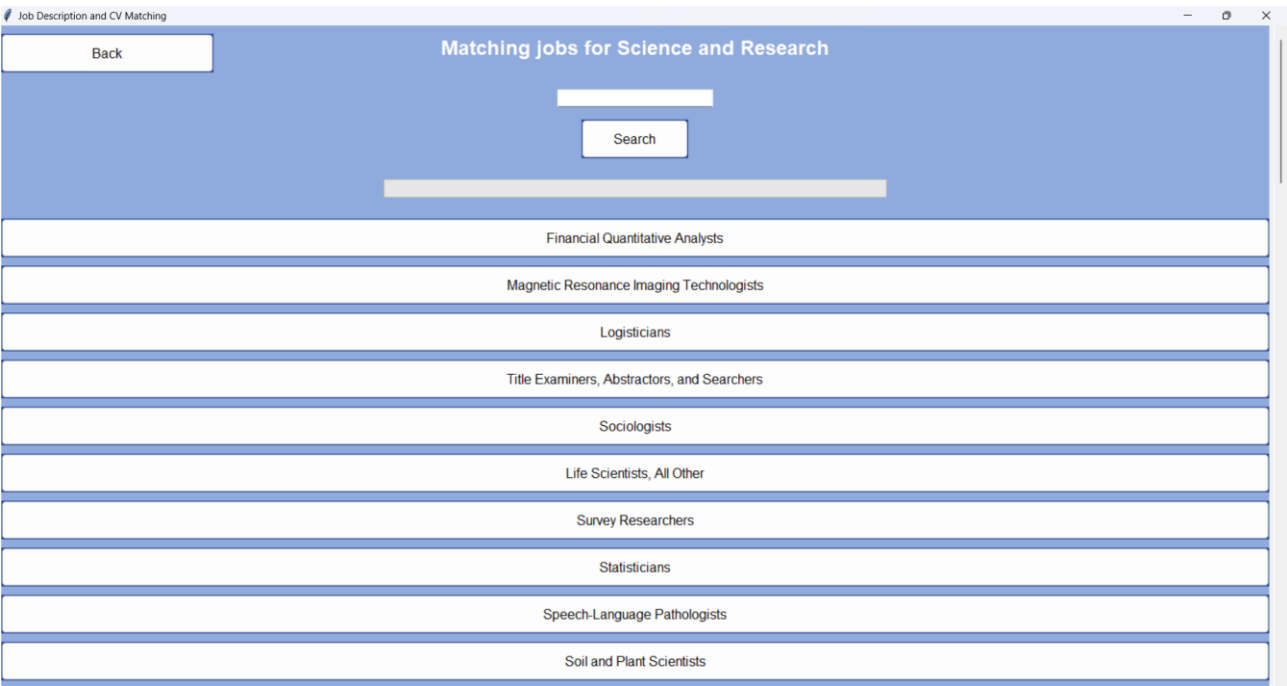 Job Description and CV Matching
Back
Matching jobs for Science and Research
Search
Financial Quantitative Analysts
Magnetic Resonance Imaging Technologists
Logisticians
Title Examiners, Abstractors, and Searchers
Sociologists
Life Scientists, All Other
Survey Researchers
Statisticians
Speech-Language Pathologists
Soil and Plant Scientists